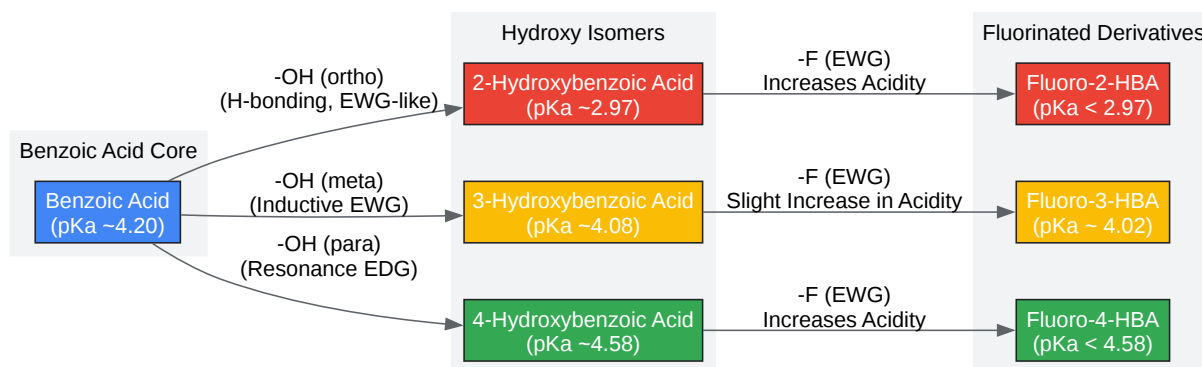 Hydroxy Isomers
Fluorinated Derivatives
-OH (ortho)
(H-bonding, EWG-like)
2-Hydroxybenzoic Acid
(pKa ~2.97)
-F (EWG)
Increases Acidity
Fluoro-2-HBA
(pKa < 2.97)
Benzoic Acid Core
Benzoic Acid
(pKa ~4.20)
-OH (meta)
(Inductive EWG)
3-Hydroxybenzoic Acid
(pKa ~4.08)
-F (EWG)
Slight Increase in Acidity
Fluoro-3-HBA
(pKa ~ 4.02)
-OH (para)
(Resonance EDG)
4-Hydroxybenzoic Acid
(pKa ~4.58)
-F (EWG)
Increases Acidity
Fluoro-4-HBA
(pKa < 4.58)